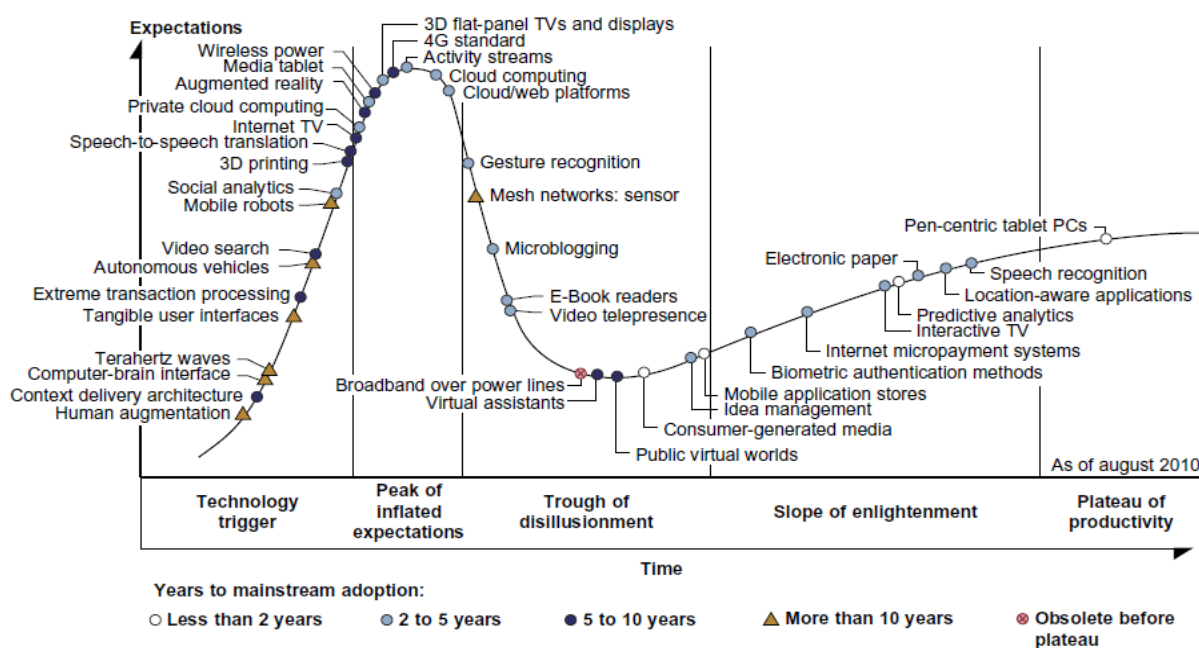 Expectations
3D flat-panel TVs and displays
4G standard
Activity streams
Wireless power
Media tablet
Augmented reality
Private cloud computing
Internet TV
Speech-to-speech translation
3D printing
Social analytics
Mobile robots
Video search
Autonomous vehicles
Extreme transaction processing
Tangible user interfaces
Terahertz waves
Computer-brain interface
Context delivery architecture
Human augmentation
Cloud computing
Cloud/web platforms
Gesture recognition
Mesh networks: sensor
Microblogging
E-Book readers
Video telepresence
Broadband over power lines
Virtual assistants
Public virtual worlds
Consumer-generated media
Idea management
Mobile application stores
Biometric authentication methods
Internet micropayment systems
Interactive TV
Predictive analytics
Electronic paper
Location-aware applications
Speech recognition
Pen-centric tablet PCs
As of august 2010
Technology
trigger
Peak of
inflated
expectations
Trough of
disillusionment
Slope of enlightenment
Plateau of
productivity
Time
Years to mainstream adoption:
Less than 2 years
2 to 5 years
5 to 10 years
More than 10 years
Obsolete before
plateau